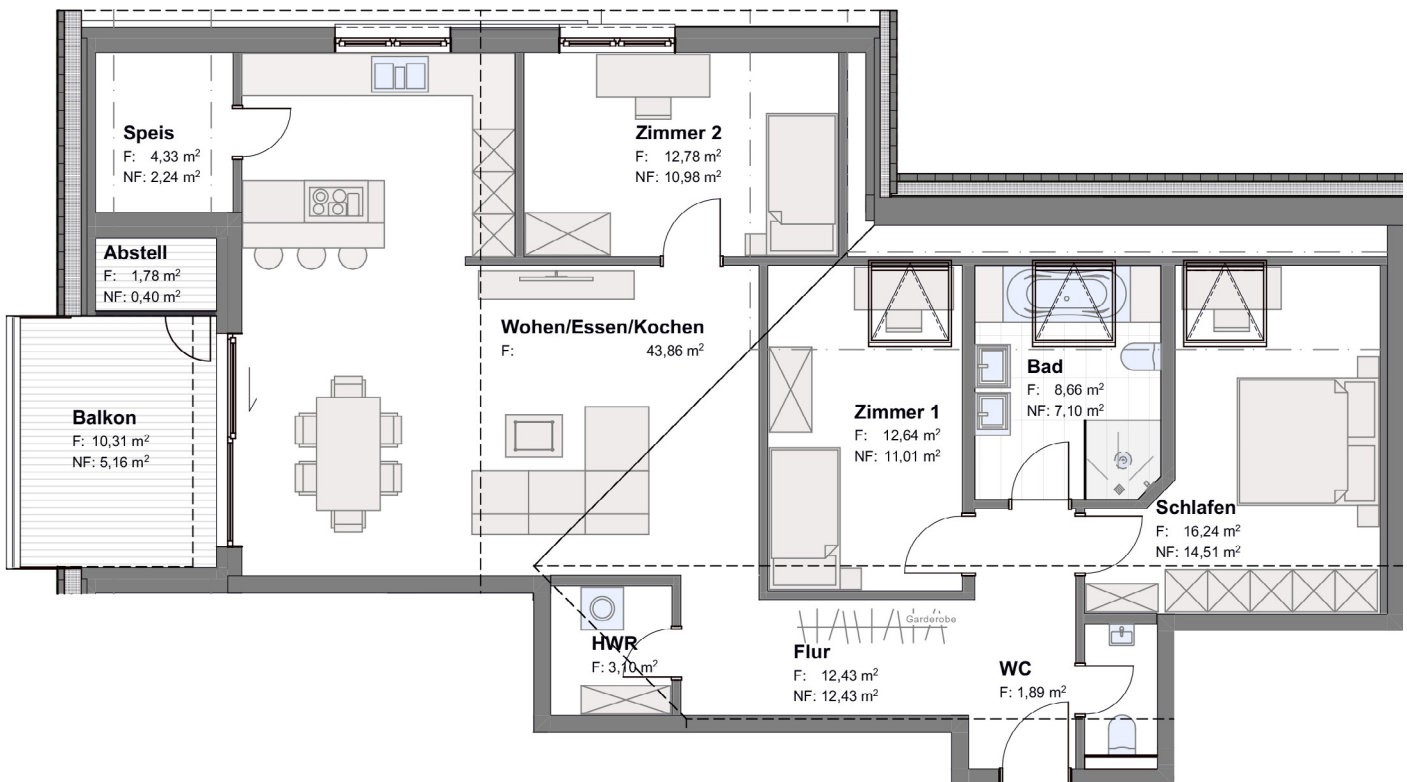 Speis
F: 4,33 m²
NF: 2,24 m²
Zimmer 2
F: 12,78 m²
NF: 10,98 m²
Abstell
F: 1,78 m²
NF: 0,40 m²
Wohen/Essen/Kochen
F: 43,86 m²
Balkon
F: 10,31 m²
NF: 5,16 m²
Zimmer 1
F: 12,64 m²
NF: 11,01 m²
Bad
F: 8,66 m²
NF: 7,10 m²
Schlafen
F: 16,24 m²
NF: 14,51 m²
Garderobe
HWR
F: 3,10 m²
Flur
F: 12,43 m²
NF: 12,43 m²
WC
F: 1,89 m²